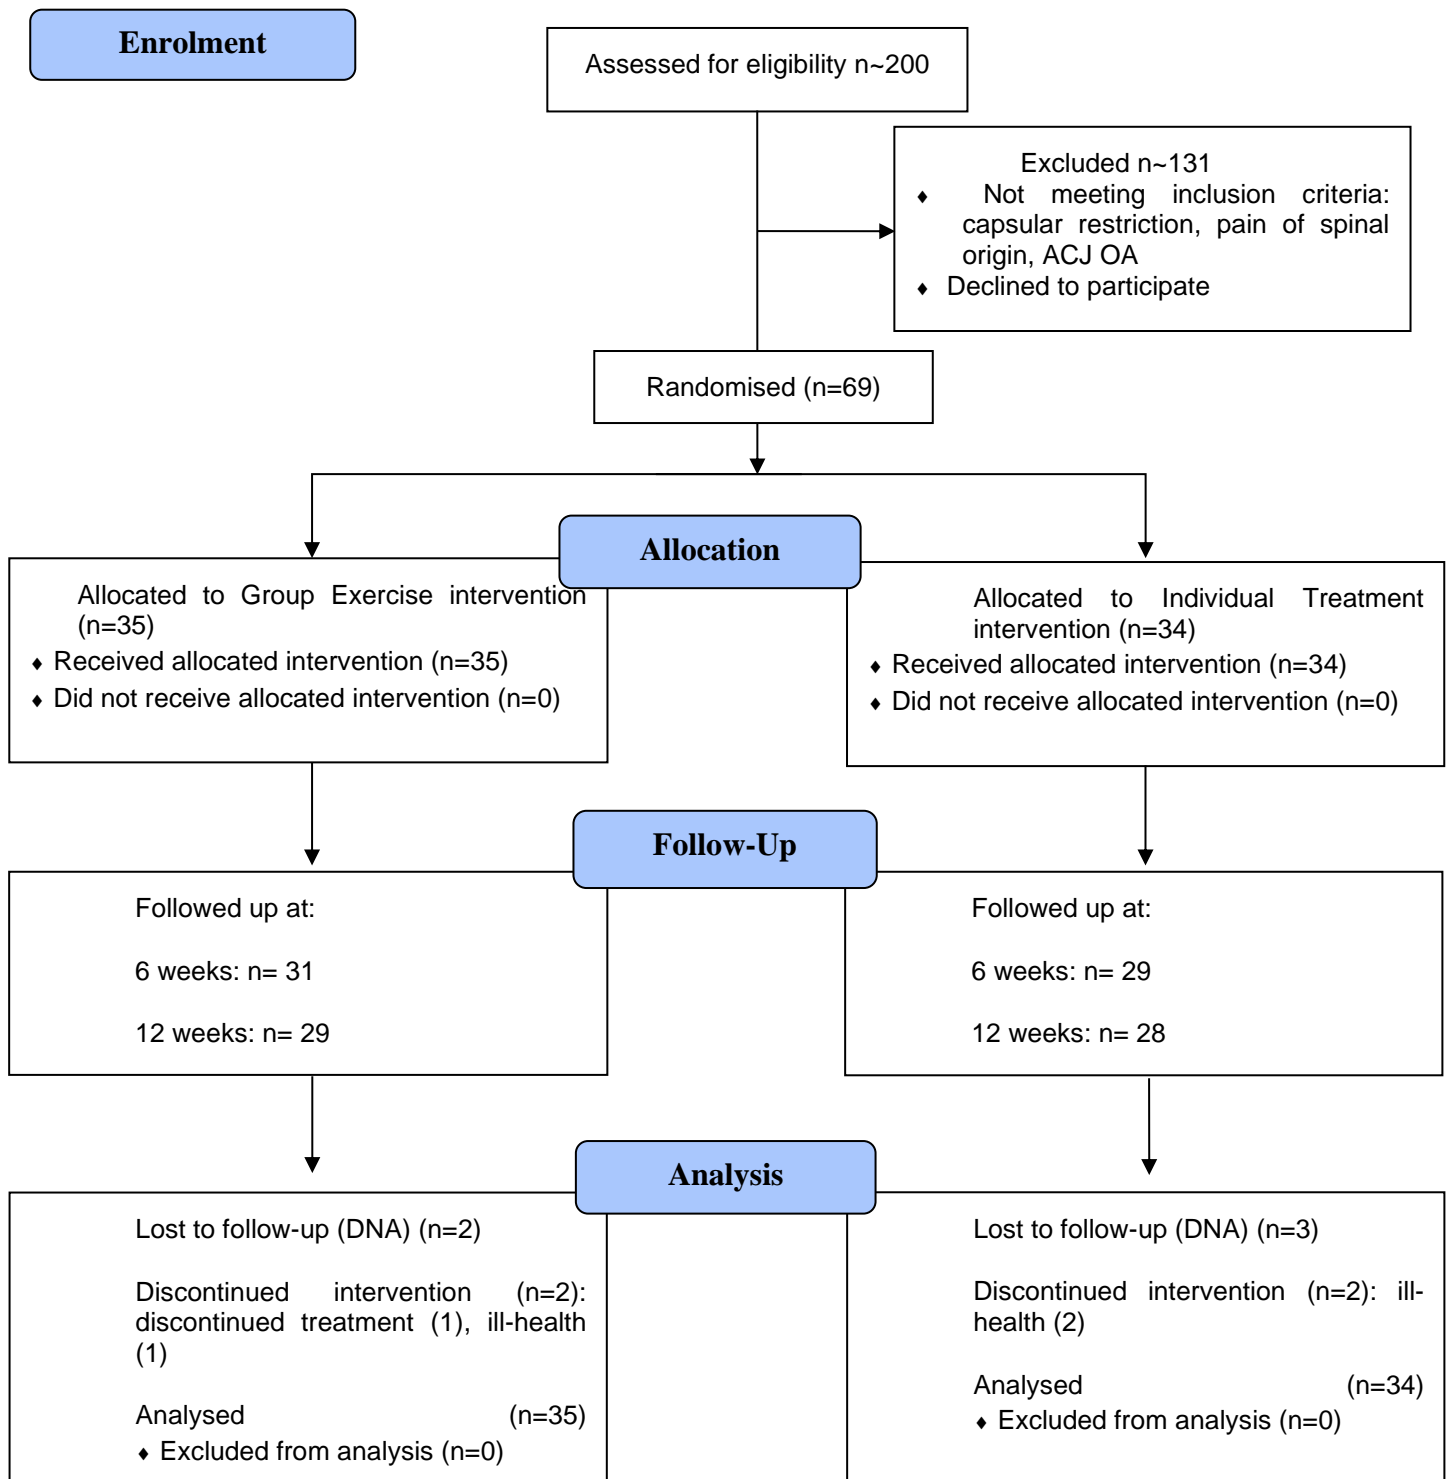 Enrolment
Assessed for eligibility n~200
Excluded n~131
♦ Not meeting inclusion criteria:
capsular restriction, pain of spinal
origin, ACJ OA
♦ Declined to participate
Randomised (n=69)
Allocation
Allocated to Group Exercise intervention
(n=35)
♦ Received allocated intervention (n=35)
♦ Did not receive allocated intervention (n=0)
Allocated to Individual Treatment
intervention (n=34)
♦ Received allocated intervention (n=34)
♦ Did not receive allocated intervention (n=0)
Follow-Up
Followed up at:
6 weeks: n= 31
12 weeks: n= 29
Followed up at:
6 weeks: n= 29
12 weeks: n= 28
Analysis
Lost to follow-up (DNA) (n=2)
Discontinued intervention (n=2):
discontinued treatment (1), ill-health
(1)
Analysed (n=35)
♦ Excluded from analysis (n=0)
Lost to follow-up (DNA) (n=3)
Discontinued intervention (n=2): ill-
health (2)
Analysed (n=34)
♦ Excluded from analysis (n=0)